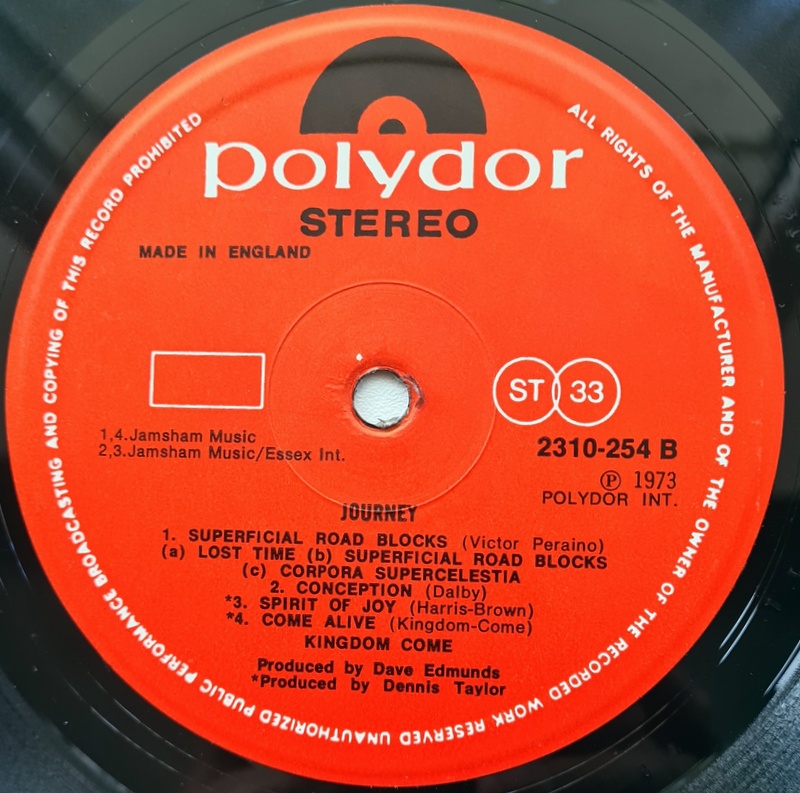 polydor
STEREO
MADE IN ENGLAND
ST 33
1,4.Jamsham Music
2,3.Jamsham Music/Essex Int.
2310-254 B
℗ 1973
POLYDOR INT.
JOURNEY
1. SUPERFICIAL ROAD BLOCKS (Victor Peraino)
(a) LOST TIME (b) SUPERFICIAL ROAD BLOCKS
(c) CORPORA SUPERCELESTIA
2. CONCEPTION (Dalby)
*3. SPIRIT OF JOY (Harris-Brown)
*4. COME ALIVE (Kingdom-Come)
KINGDOM COME
Produced by Dave Edmunds
*Produced by Dennis Taylor
ALL RIGHTS OF THE MANUFACTURER AND OF THE OWNER OF THE RECORDED WORK RESERVED UNAUTHORIZED PUBLIC PERFORMANCE BROADCASTING AND COPYING OF THIS RECORD PROHIBITED